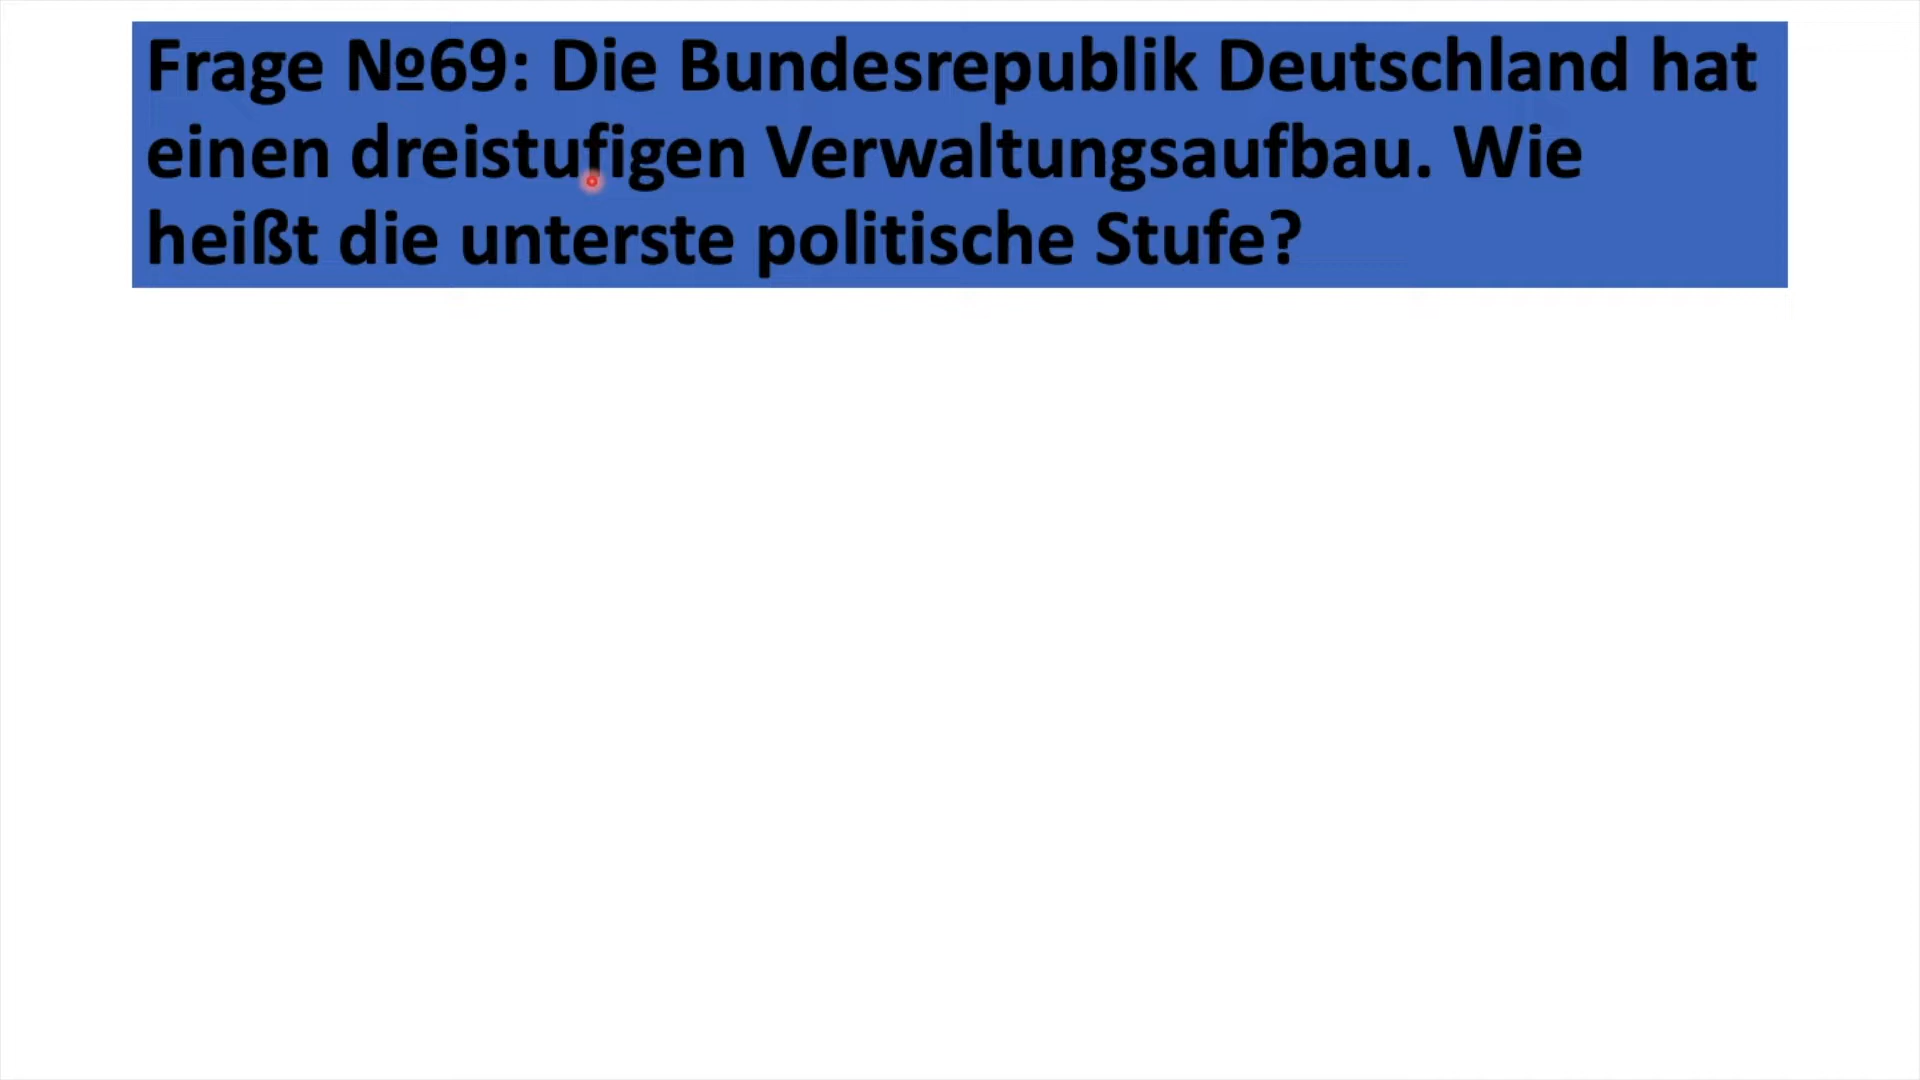 Frage №69: Die Bundesrepublik Deutschland hat
einen dreistufigen Verwaltungsaufbau. Wie
heißt die unterste politische Stufe?